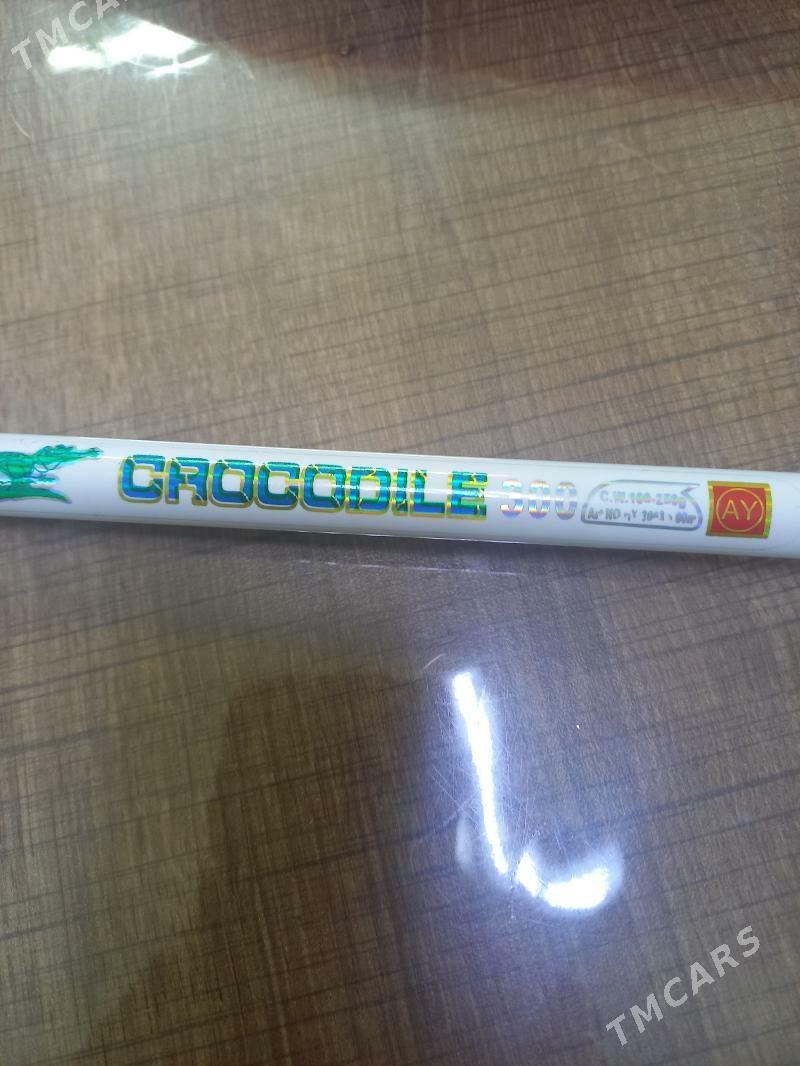 TMCARS
CROCODILE 300
C.W.100-250g
AY
TMCARS